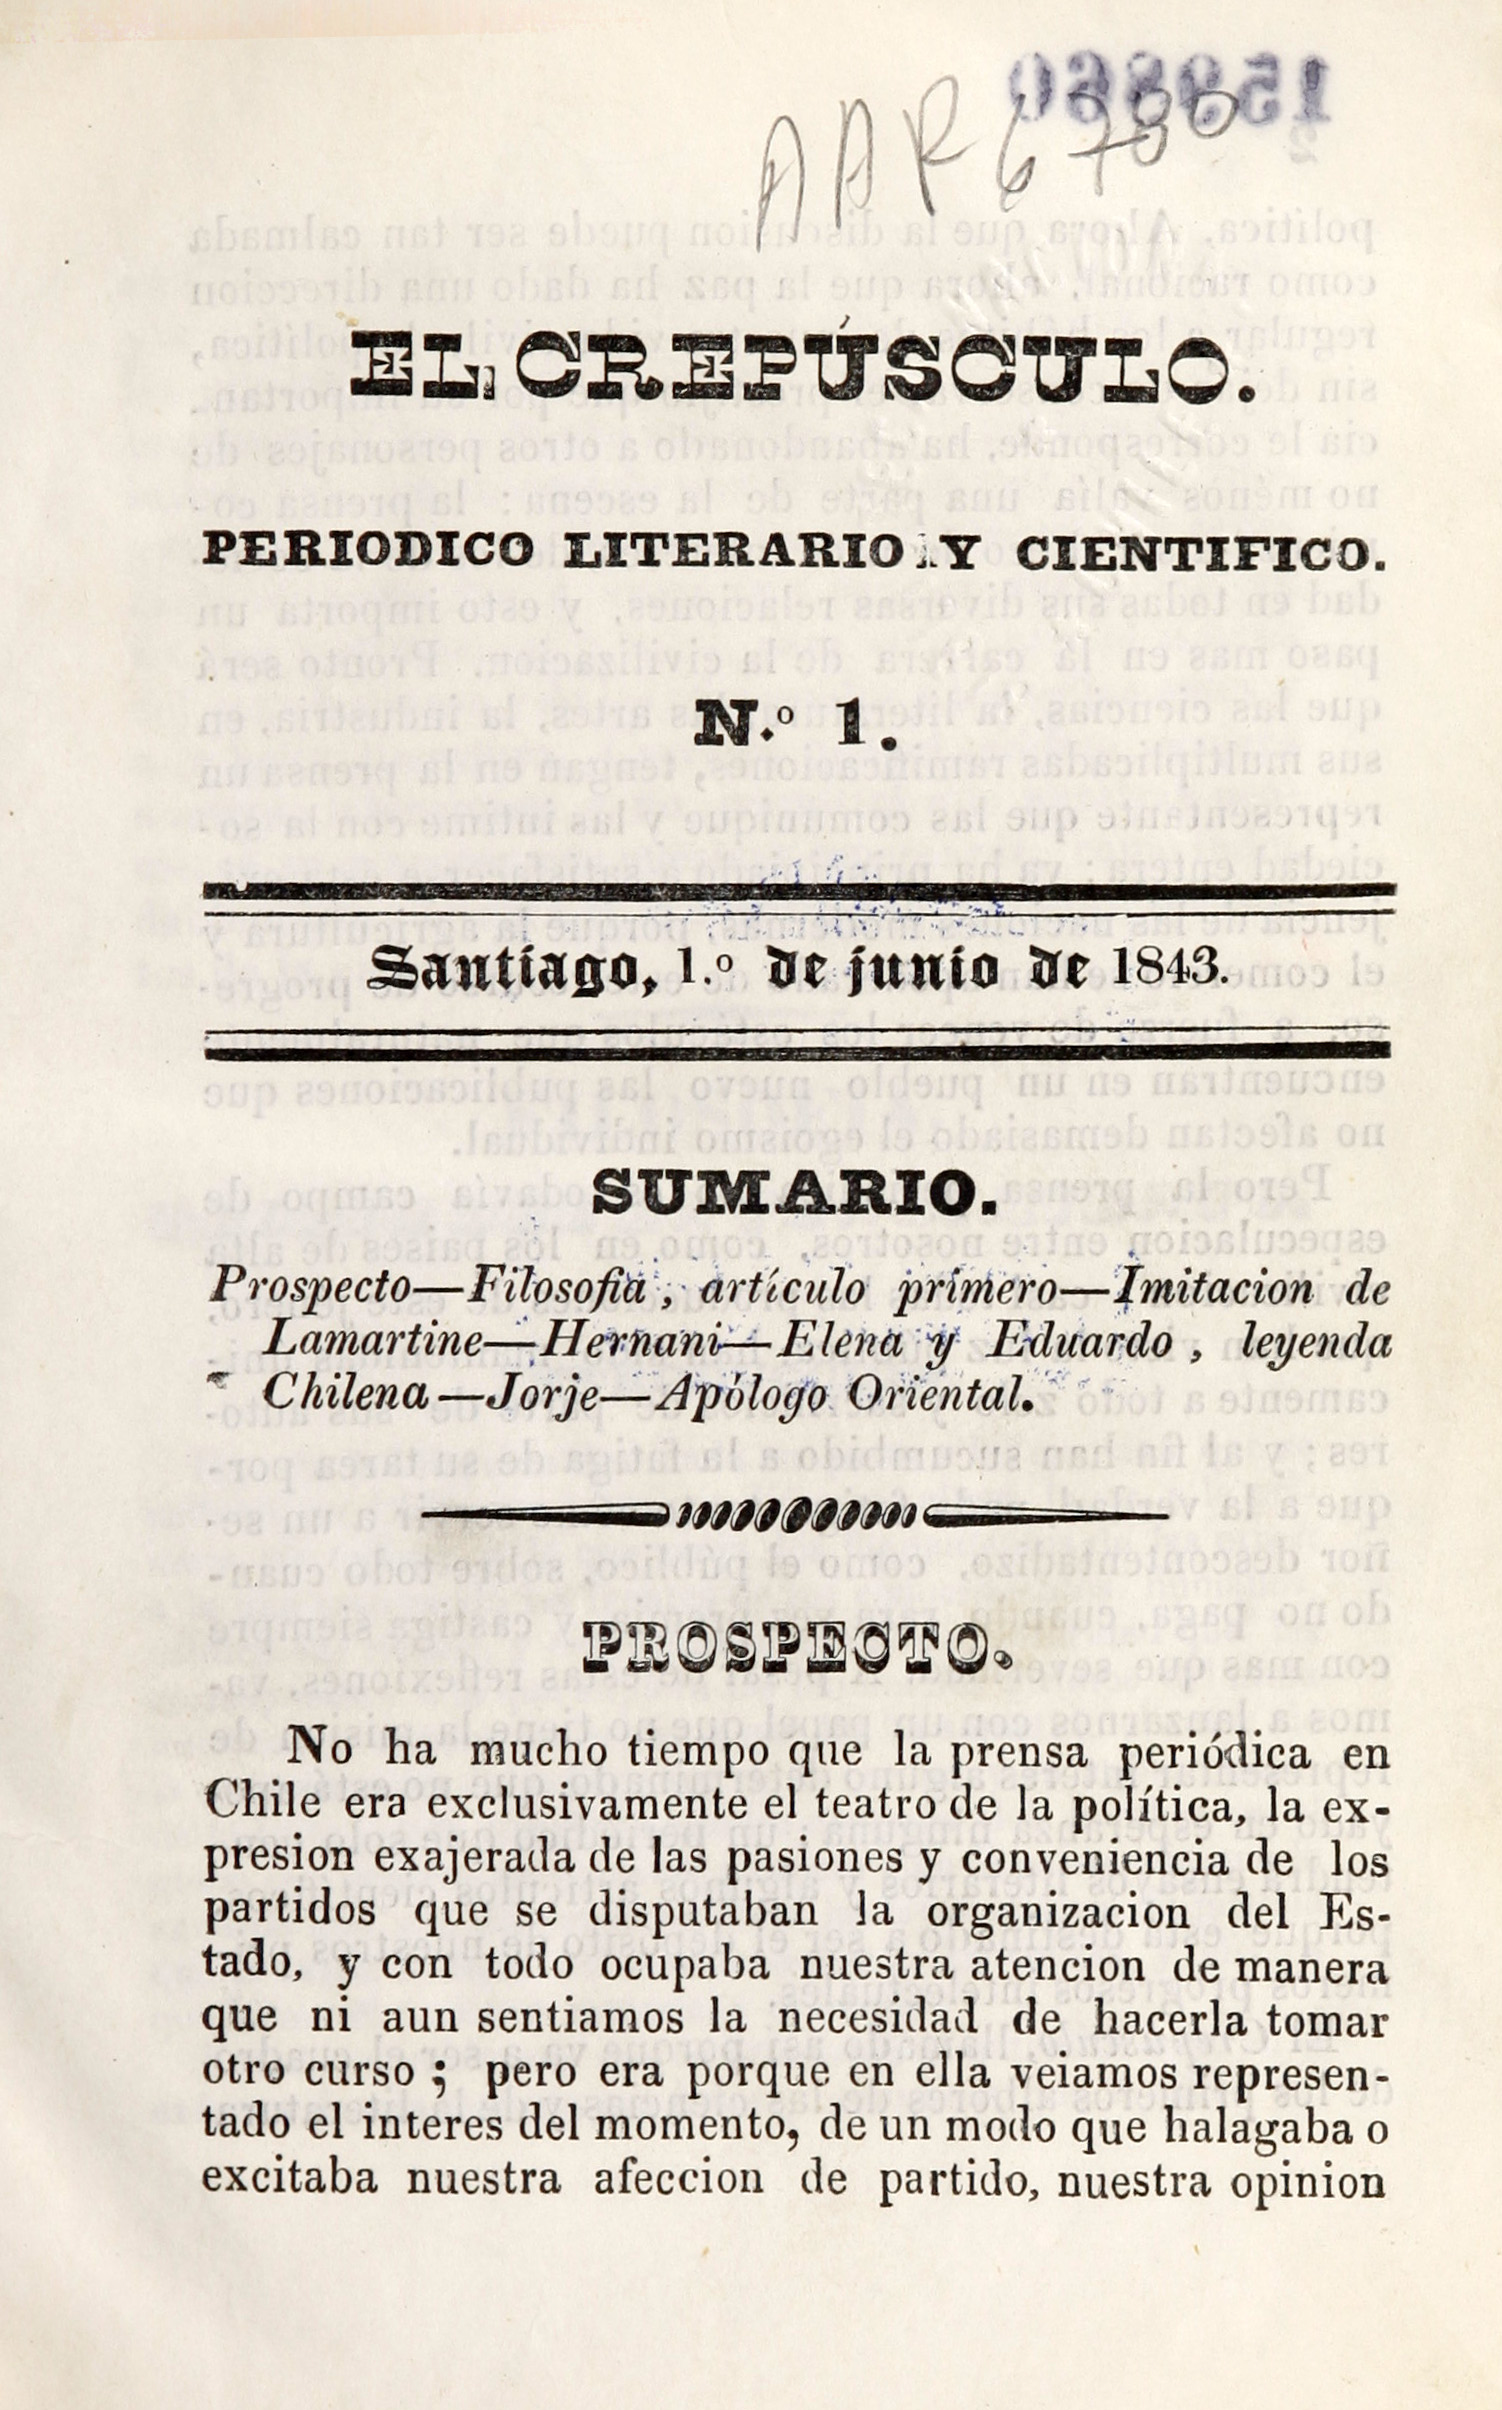 AAR 6700
EL CREPÚSCULO.
PERIODICO LITERARIO Y CIENTIFICO.
N.º 1.
Santiago, 1.º de junio de 1843.
SUMARIO.
Prospecto—Filosofia, artículo primero—Imitacion de
Lamartine—Hernani—Elena y Eduardo, leyenda
Chilena—Jorje—Apólogo Oriental.
PROSPECTO.
No ha mucho tiempo que la prensa periódica en
Chile era exclusivamente el teatro de la política, la ex-
presion exajerada de las pasiones y conveniencia de los
partidos que se disputaban la organizacion del Es-
tado, y con todo ocupaba nuestra atencion de manera
que ni aun sentiamos la necesidad de hacerla tomar
otro curso; pero era porque en ella veiamos represen-
tado el interes del momento, de un modo que halagaba o
excitaba nuestra afeccion de partido, nuestra opinion